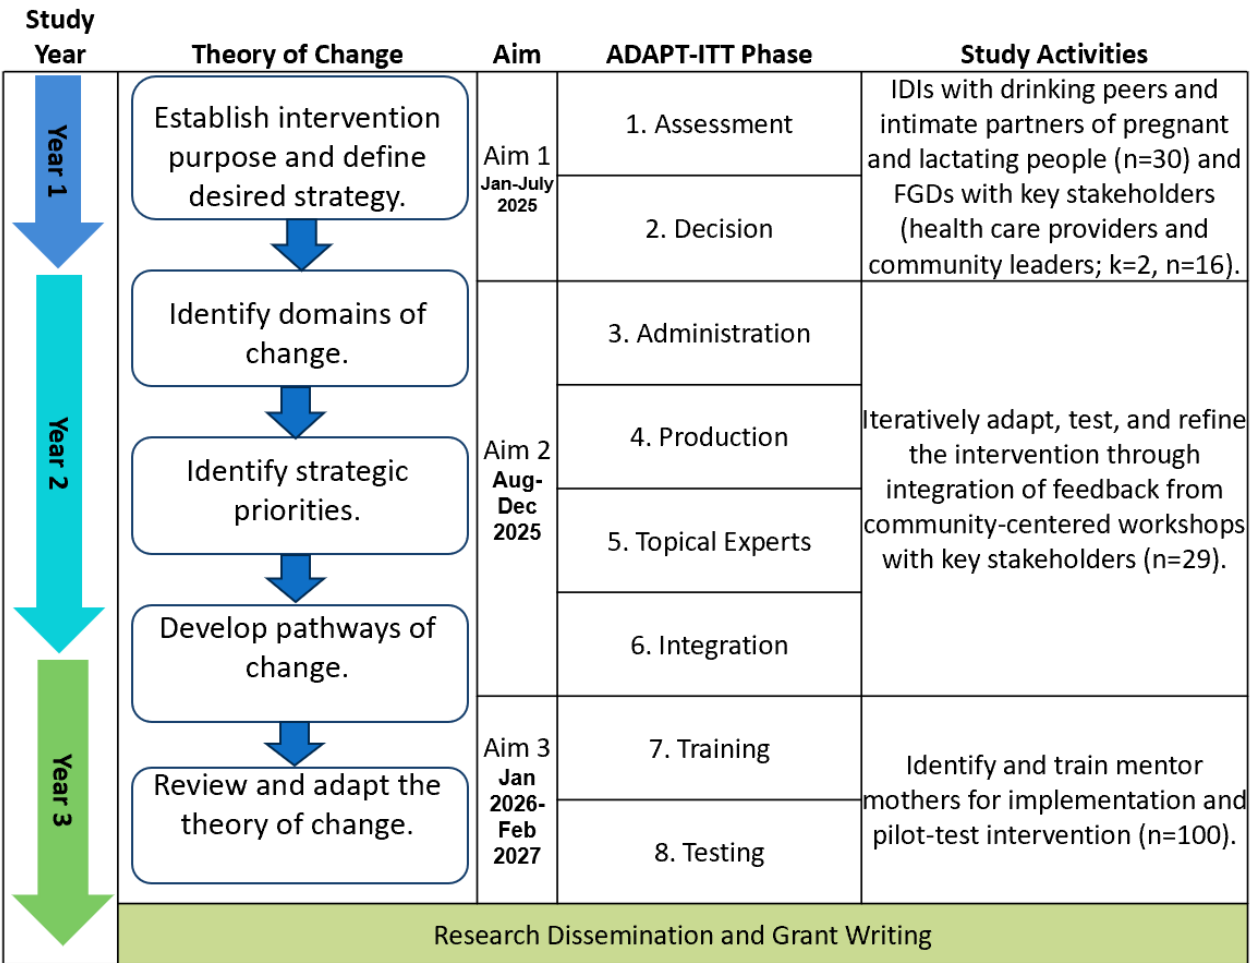 Study
Year
Theory of Change
Aim
ADAPT-ITT Phase
Study Activities
Year 1
Establish intervention
purpose and define
desired strategy.
Aim 1
Jan-July
2025
1. Assessment
2. Decision
IDIs with drinking peers and
intimate partners of pregnant
and lactating people (n=30) and
FGDs with key stakeholders
(health care providers and
community leaders; k=2, n=16).
Year 2
Identify domains of
change.
Identify strategic
priorities.
Develop pathways of
change.
Aim 2
Aug-
Dec
2025
3. Administration
4. Production
5. Topical Experts
6. Integration
Iteratively adapt, test, and refine
the intervention through
integration of feedback from
community-centered workshops
with key stakeholders (n=29).
Year 3
Review and adapt the
theory of change.
Aim 3
Jan
2026-
Feb
2027
7. Training
8. Testing
Identify and train mentor
mothers for implementation and
pilot-test intervention (n=100).
Research Dissemination and Grant Writing